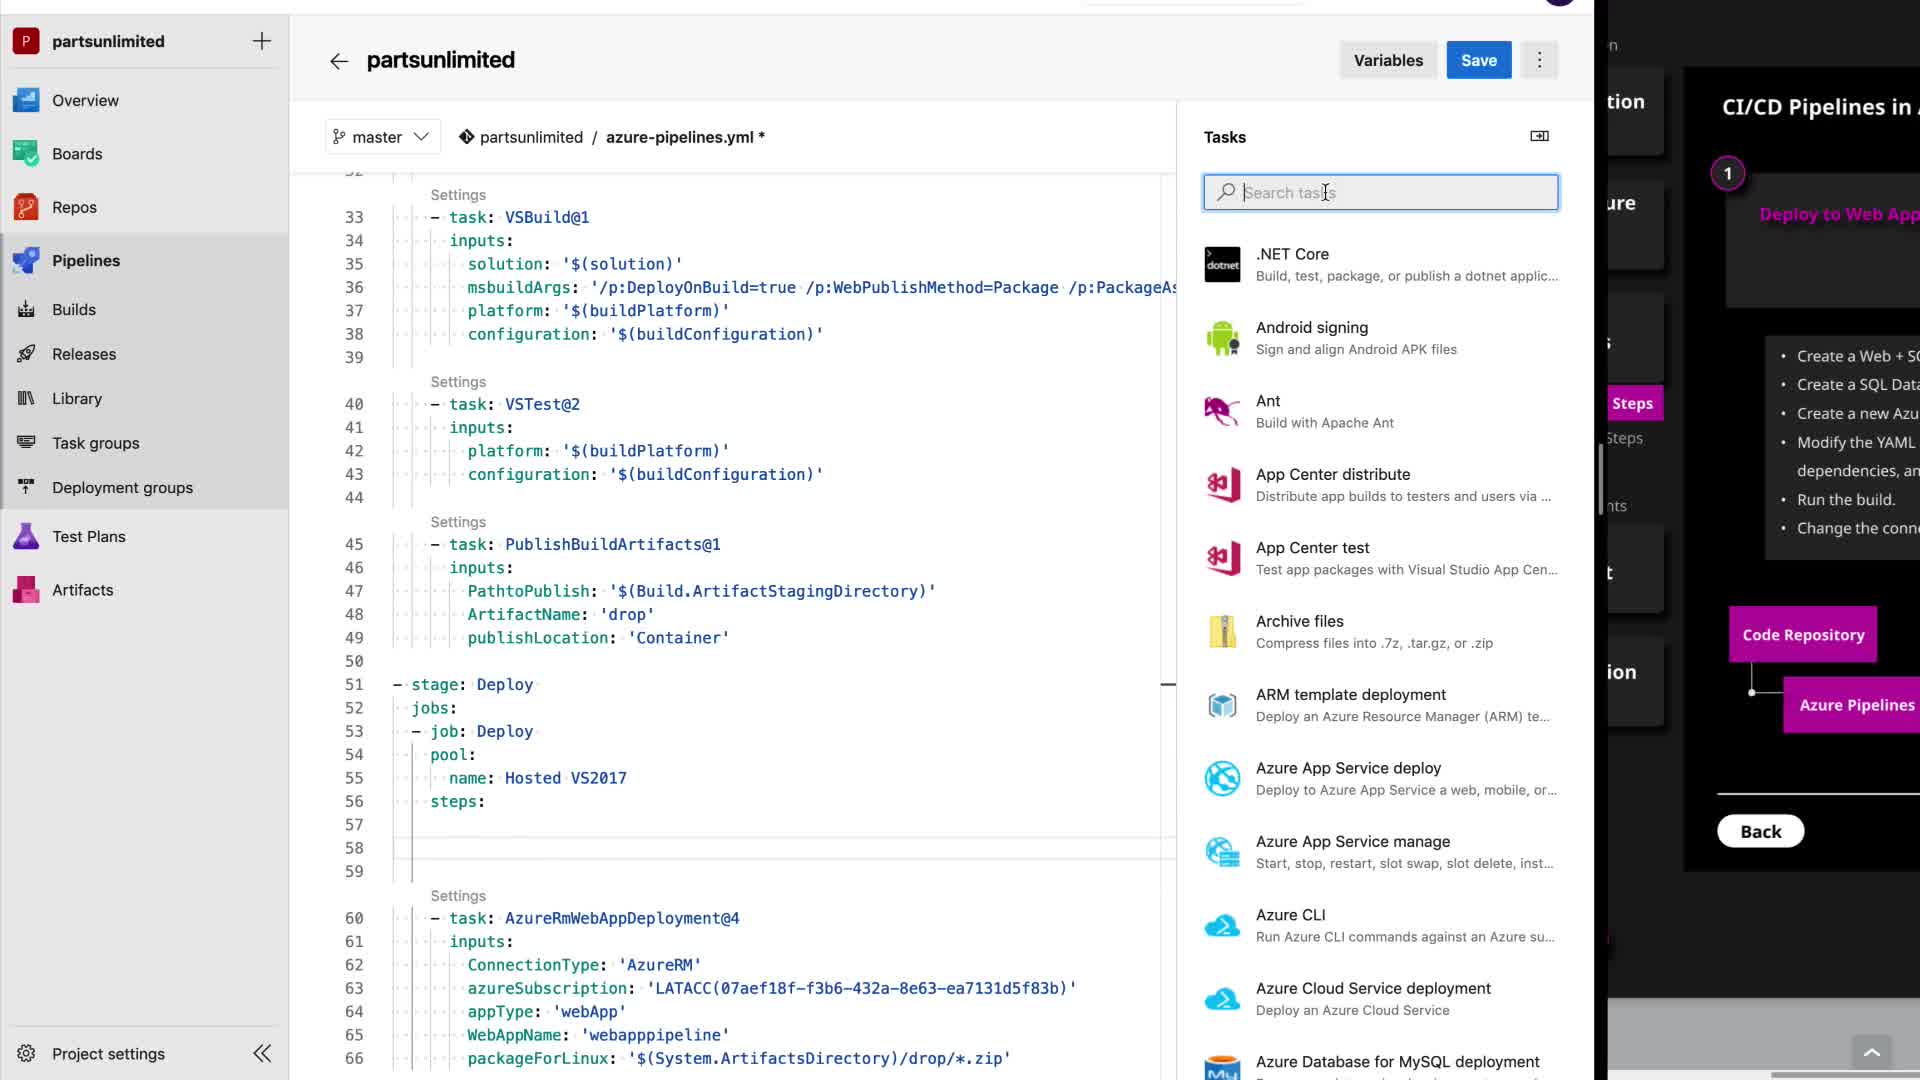 P partsunlimited
Overview
Boards
Repos
Pipelines
Builds
Releases
Library
Task groups
Deployment groups
Test Plans
Artifacts
Project settings
partsunlimited
Variables
Save
master
partsunlimited / azure-pipelines.yml *
Settings
33 - task: VSBuild@1
34 inputs:
35 solution: '$(solution)'
36 msbuildArgs: '/p:DeployOnBuild=true /p:WebPublishMethod=Package /p:PackageAs
37 platform: '$(buildPlatform)'
38 configuration: '$(buildConfiguration)'
39
Settings
40 - task: VSTest@2
41 inputs:
42 platform: '$(buildPlatform)'
43 configuration: '$(buildConfiguration)'
44
Settings
45 - task: PublishBuildArtifacts@1
46 inputs:
47 PathtoPublish: '$(Build.ArtifactStagingDirectory)'
48 ArtifactName: 'drop'
49 publishLocation: 'Container'
50
51 - stage: Deploy
52 jobs:
53 - job: Deploy
54 pool:
55 name: Hosted VS2017
56 steps:
57
58
59
Settings
60 - task: AzureRmWebAppDeployment@4
61 inputs:
62 ConnectionType: 'AzureRM'
63 azureSubscription: 'LATACC(07aef18f-f3b6-432a-8e63-ea7131d5f83b)'
64 appType: 'webApp'
65 WebAppName: 'webapppipeline'
66 packageForLinux: '$(System.ArtifactsDirectory)/drop/*.zip'
Tasks
Search tasks
.NET Core
Build, test, package, or publish a dotnet applic...
dotnet
Android signing
Sign and align Android APK files
Ant
Build with Apache Ant
App Center distribute
Distribute app builds to testers and users via ...
App Center test
Test app packages with Visual Studio App Cen...
Archive files
Compress files into .7z, .tar.gz, or .zip
ARM template deployment
Deploy an Azure Resource Manager (ARM) te...
Azure App Service deploy
Deploy to Azure App Service a web, mobile, or...
Azure App Service manage
Start, stop, restart, slot swap, slot delete, inst...
Azure CLI
Run Azure CLI commands against an Azure su...
Azure Cloud Service deployment
Deploy an Azure Cloud Service
Azure Database for MySQL deployment
My
n
tion
ure
s
Steps
Steps
nts
t
ion
CI/CD Pipelines in
1
Deploy to Web App
• Create a Web + S
• Create a SQL Data
• Create a new Azu
• Modify the YAML
dependencies, an
• Run the build.
• Change the conne
Code Repository
Azure Pipelines
Back